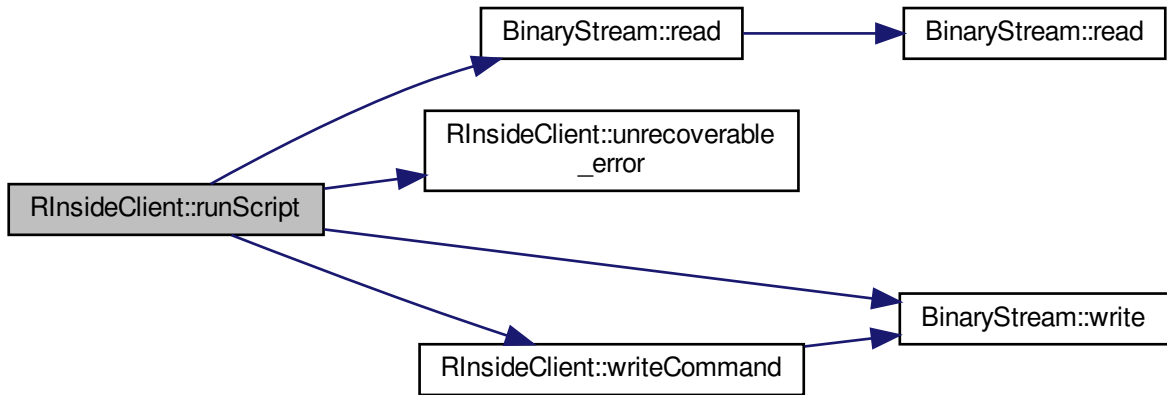 BinaryStream::read
BinaryStream::read
RInsideClient::unrecoverable
_error
RInsideClient::runScript
BinaryStream::write
RInsideClient::writeCommand